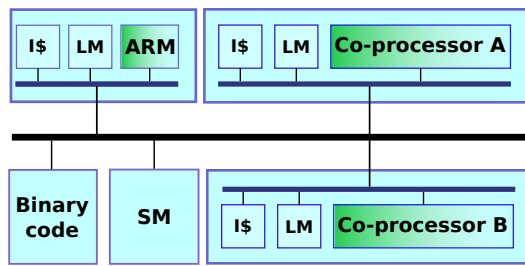 I$ LM ARM
I$ LM Co-processor A
Binary
code
SM
I$ LM Co-processor B